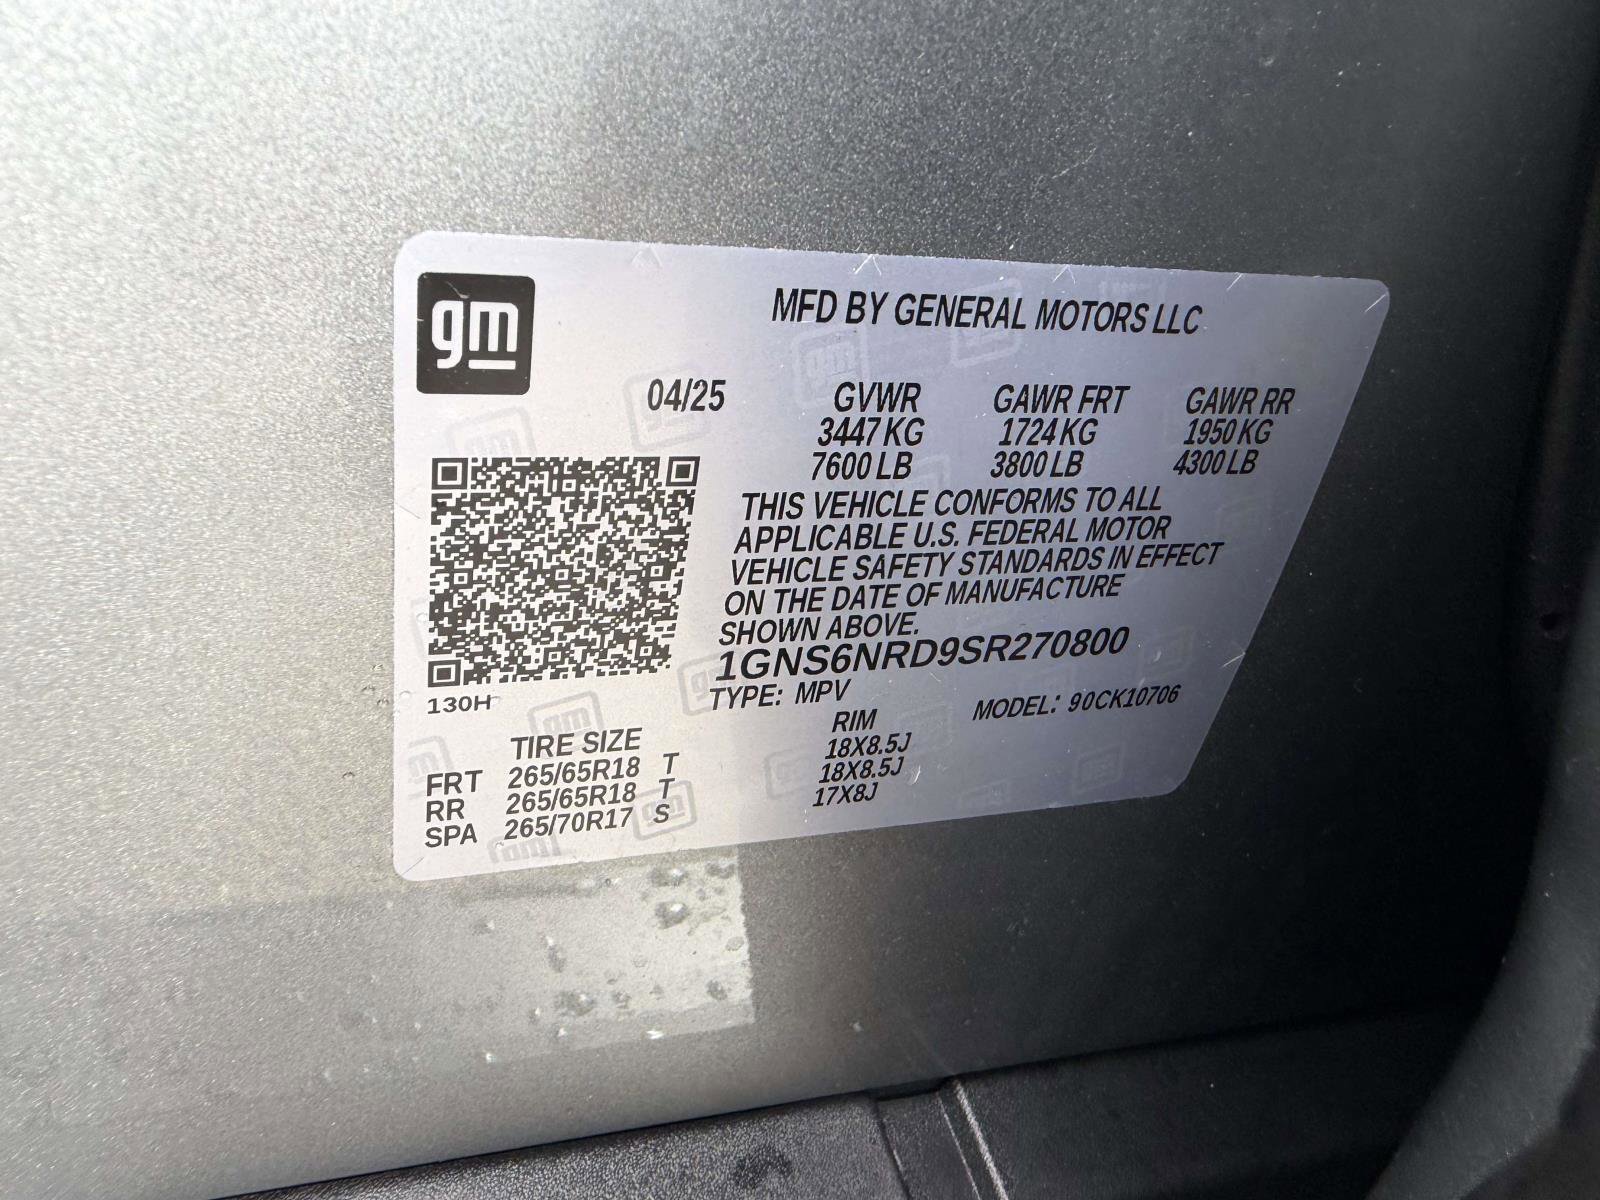 gm
MFD BY GENERAL MOTORS LLC
04/25 GVWR GAWR FRT GAWR RR
3447 KG 1724 KG 1950 KG
7600 LB 3800 LB 4300 LB
THIS VEHICLE CONFORMS TO ALL
APPLICABLE U.S. FEDERAL MOTOR
VEHICLE SAFETY STANDARDS IN EFFECT
ON THE DATE OF MANUFACTURE
SHOWN ABOVE.
1GNS6NRD9SR270800
130H TYPE: MPV MODEL: 90CK10706
TIRE SIZE RIM
FRT 265/65R18 T 18X8.5J
RR 265/65R18 T 18X8.5J
SPA 265/70R17 S 17X8J